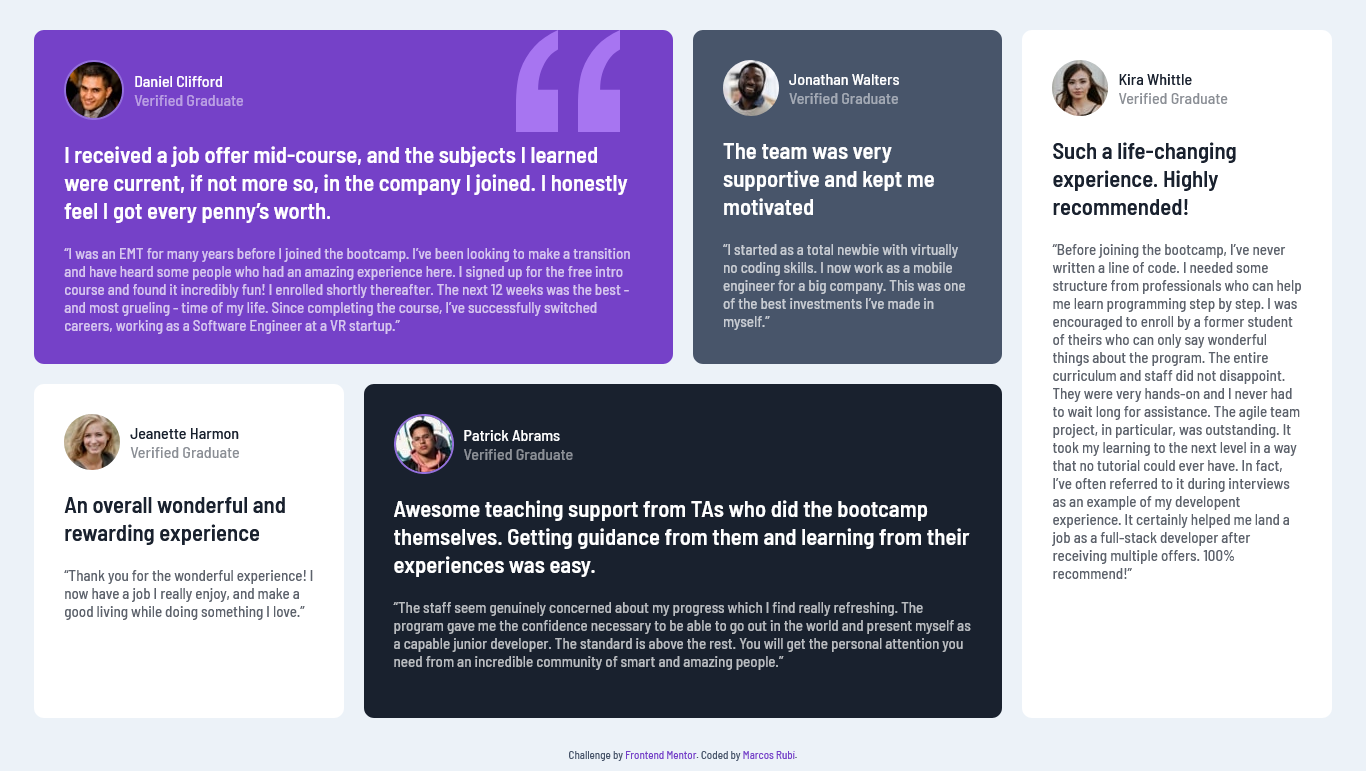 Daniel Clifford
Verified Graduate
I received a job offer mid-course, and the subjects I learned
were current, if not more so, in the company I joined. I honestly
feel I got every penny’s worth.
“I was an EMT for many years before I joined the bootcamp. I’ve been looking to make a transition
and have heard some people who had an amazing experience here. I signed up for the free intro
course and found it incredibly fun! I enrolled shortly thereafter. The next 12 weeks was the best -
and most grueling - time of my life. Since completing the course, I’ve successfully switched
careers, working as a Software Engineer at a VR startup.”
Jonathan Walters
Verified Graduate
The team was very
supportive and kept me
motivated
“I started as a total newbie with virtually
no coding skills. I now work as a mobile
engineer for a big company. This was one
of the best investments I’ve made in
myself.”
Kira Whittle
Verified Graduate
Such a life-changing
experience. Highly
recommended!
“Before joining the bootcamp, I’ve never
written a line of code. I needed some
structure from professionals who can help
me learn programming step by step. I was
encouraged to enroll by a former student
of theirs who can only say wonderful
things about the program. The entire
curriculum and staff did not disappoint.
They were very hands-on and I never had
to wait long for assistance. The agile team
project, in particular, was outstanding. It
took my learning to the next level in a way
that no tutorial could ever have. In fact,
I’ve often referred to it during interviews
as an example of my developent
experience. It certainly helped me land a
job as a full-stack developer after
receiving multiple offers. 100%
recommend!”
Jeanette Harmon
Verified Graduate
An overall wonderful and
rewarding experience
“Thank you for the wonderful experience! I
now have a job I really enjoy, and make a
good living while doing something I love.”
Patrick Abrams
Verified Graduate
Awesome teaching support from TAs who did the bootcamp
themselves. Getting guidance from them and learning from their
experiences was easy.
“The staff seem genuinely concerned about my progress which I find really refreshing. The
program gave me the confidence necessary to be able to go out in the world and present myself as
a capable junior developer. The standard is above the rest. You will get the personal attention you
need from an incredible community of smart and amazing people.”
Challenge by Frontend Mentor. Coded by Marcos Rubí.